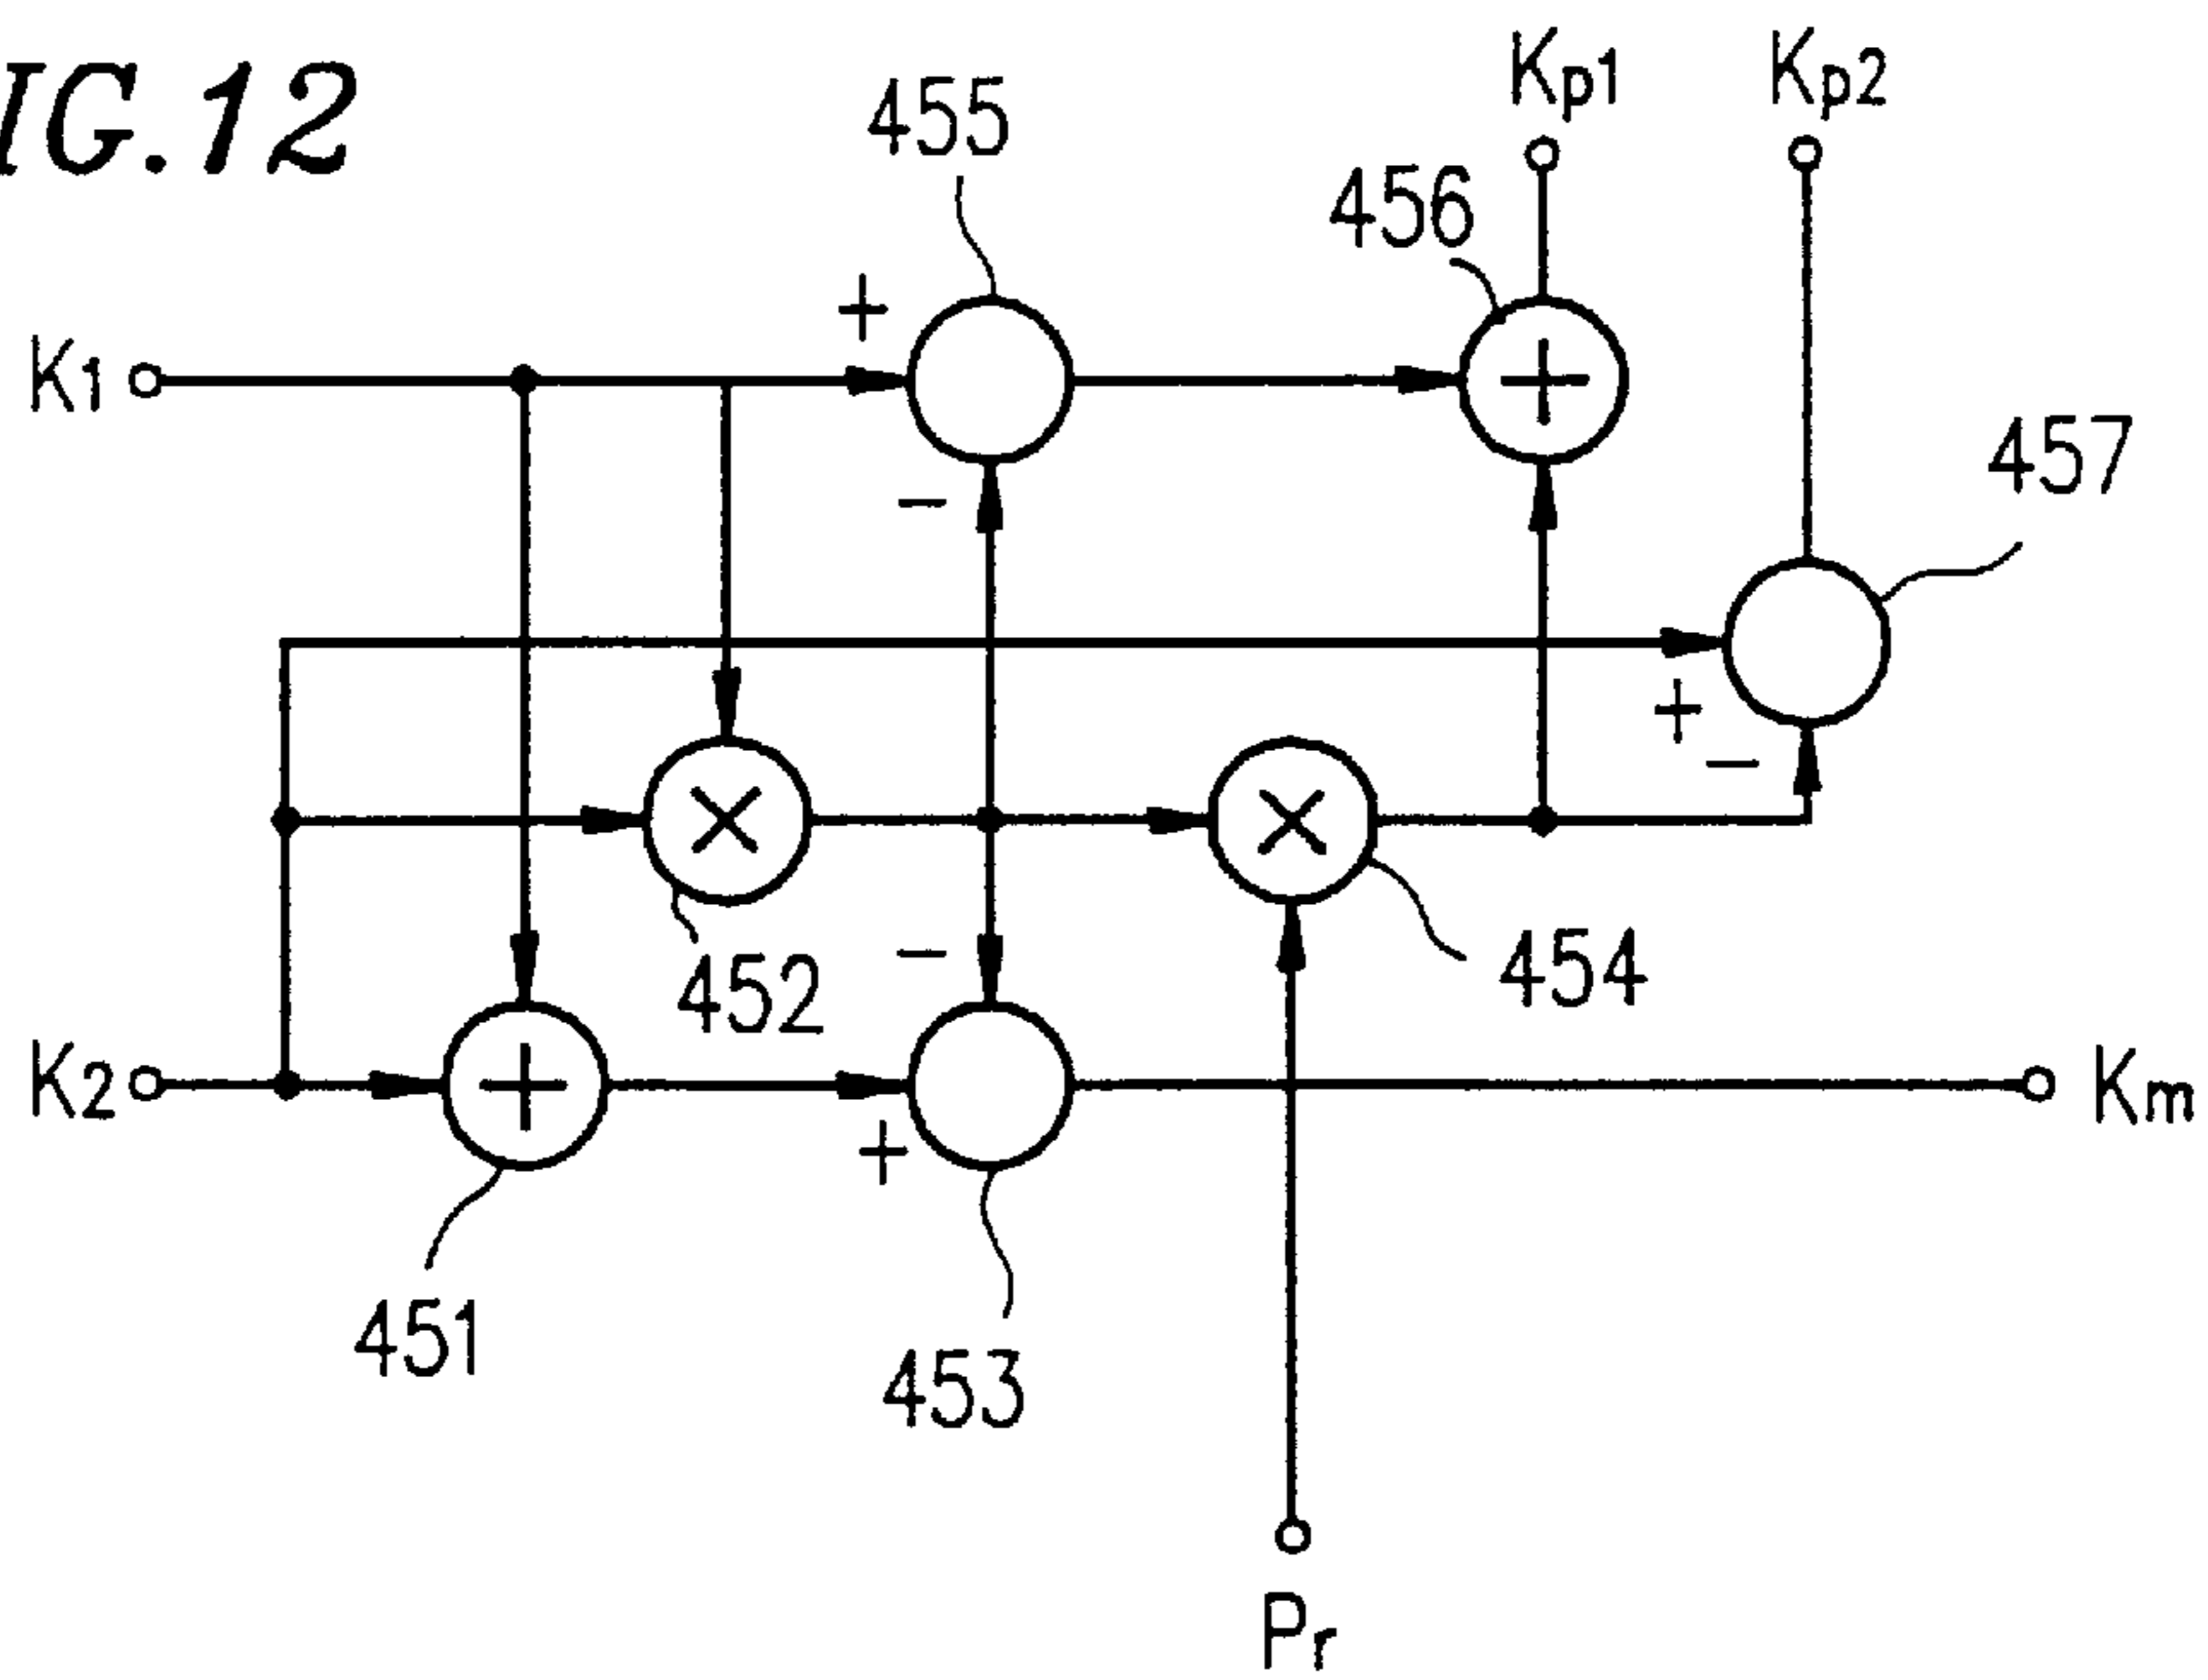 IG.12
Kp1
Kp2
455
456
+
K1
+
457
-
+
-
×
×
-
452
454
K2
+
Km
+
451
453
Pr